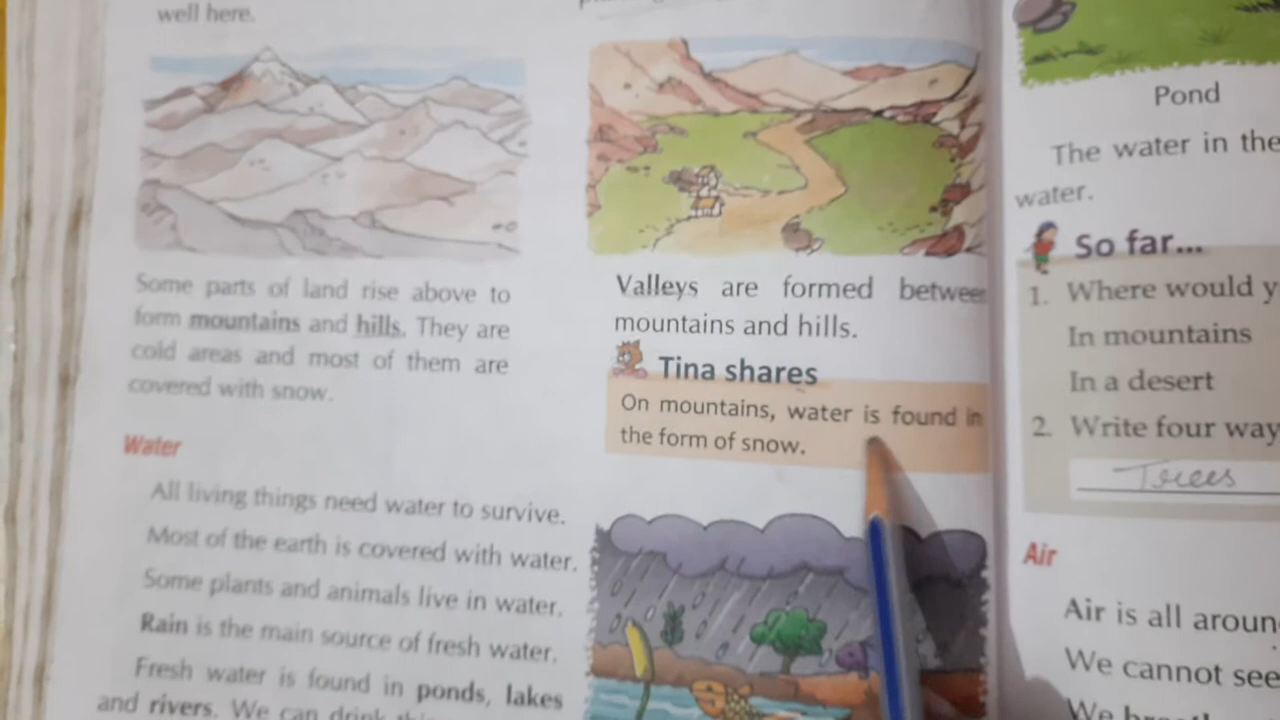 well here.
Some parts of land rise above to
form mountains and hills. They are
cold areas and most of them are
covered with snow.
Water
All living things need water to survive.
Most of the earth is covered with water.
Some plants and animals live in water.
Rain is the main source of fresh water.
Fresh water is found in ponds, lakes
and rivers. We can drink
Valleys are formed between
mountains and hills.
Tina shares
On mountains, water is found in
the form of snow.
Pond
The water in the
water.
So far...
1. Where would y
In mountains
In a desert
2. Write four way
Trees
Air
Air is all aroun
We cannot see
We